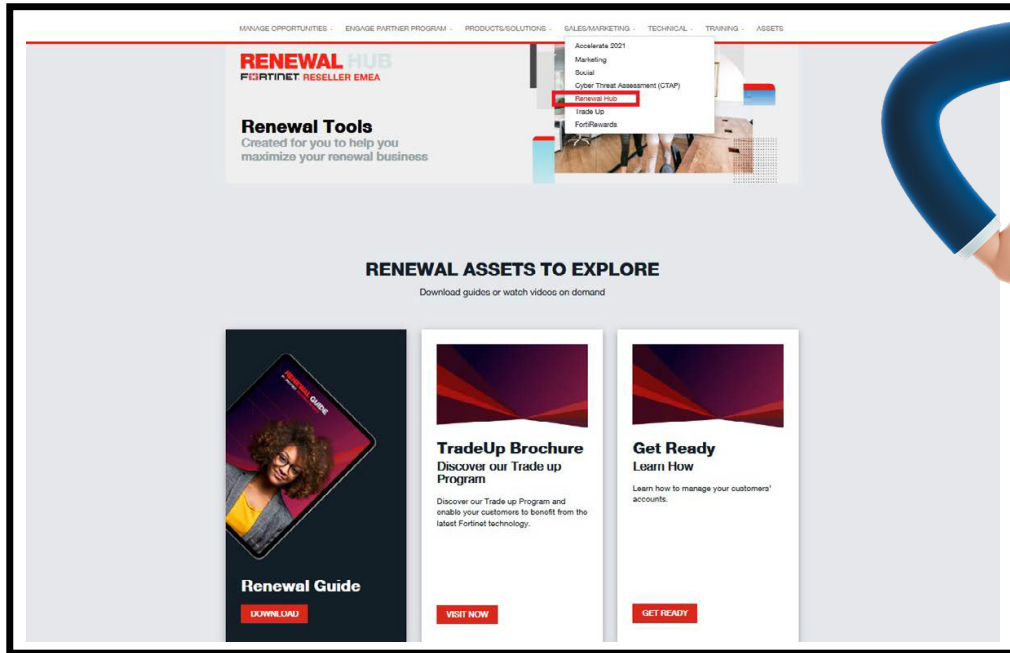 MANAGE OPPORTUNITIES - ENGAGE PARTNER PROGRAM - PRODUCTS/SOLUTIONS - SALES/MARKETING - TECHNICAL - TRAINING - ASSETS
Accelerate 2021
Marketing
Social
Cyber Threat Assessment (CTAP)
Renewal Hub
Trade Up
FortiRewards
RENEWAL HUB
FORTINET RESELLER EMEA
Renewal Tools
Created for you to help you
maximize your renewal business
RENEWAL ASSETS TO EXPLORE
Download guides or watch videos on demand
RENEWAL GUIDE
Renewal Guide
DOWNLOAD
TradeUp Brochure
Discover our Trade up
Program
Discover our Trade up Program and
enable your customers to benefit from the
latest Fortinet technology.
VISIT NOW
Get Ready
Learn How
Learn how to manage your customers'
accounts.
GET READY